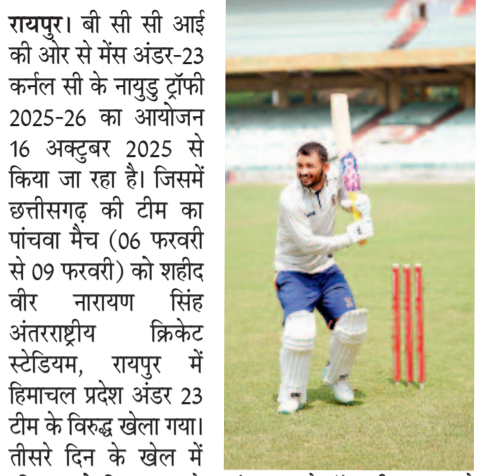 रायपुर। बी सी सी आई
की ओर से मेंस अंडर-23
कर्नल सी के नायुडु ट्रॉफी
2025-26 का आयोजन
16 अक्टुबर 2025 से
किया जा रहा है। जिसमें
छत्तीसगढ़ की टीम का
पांचवा मैच (06 फरवरी
से 09 फरवरी) को शहीद
वीर नारायण सिंह
अंतरराष्ट्रीय क्रिकेट
स्टेडियम, रायपुर में
हिमाचल प्रदेश अंडर 23
टीम के विरुद्ध खेला गया।
तीसरे दिन के खेल में